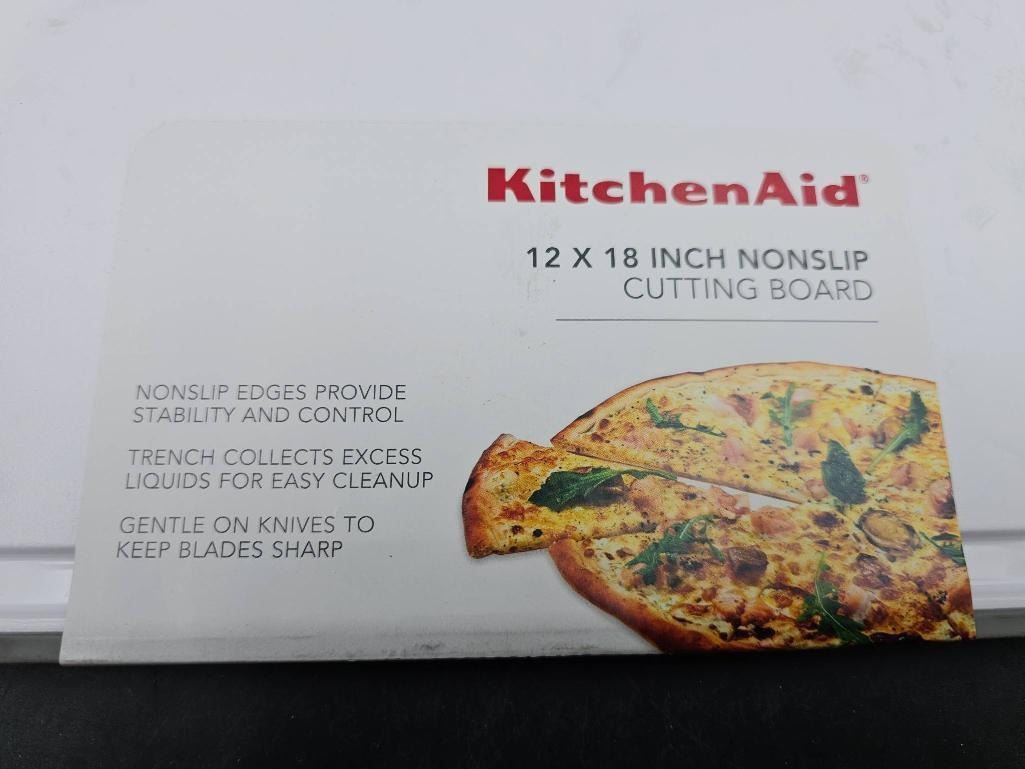 KitchenAid®
12 X 18 INCH NONSLIP
CUTTING BOARD
NONSLIP EDGES PROVIDE
STABILITY AND CONTROL
TRENCH COLLECTS EXCESS
LIQUIDS FOR EASY CLEANUP
GENTLE ON KNIVES TO
KEEP BLADES SHARP